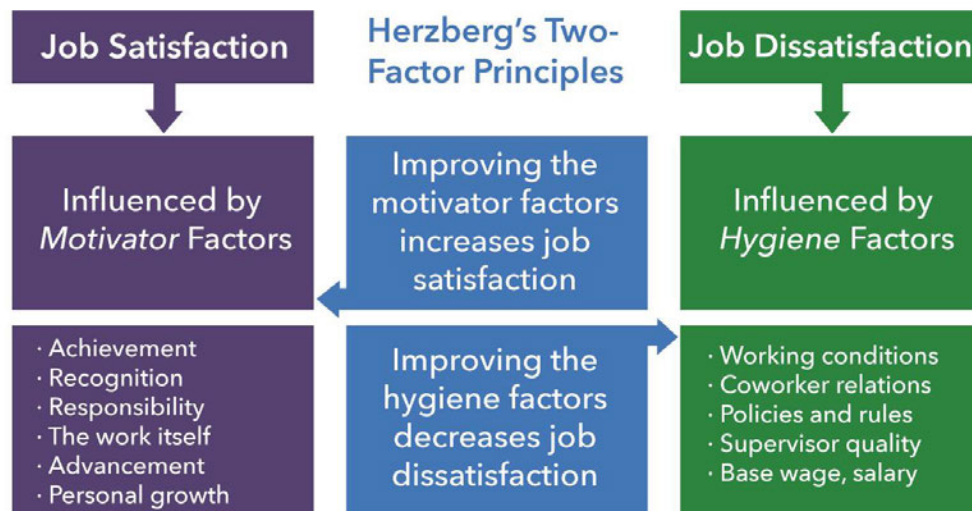 Job Satisfaction
Influenced by
Motivator Factors
· Achievement
· Recognition
· Responsibility
· The work itself
· Advancement
· Personal growth
Herzberg’s Two-
Factor Principles
Improving the
motivator factors
increases job
satisfaction
Improving the
hygiene factors
decreases job
dissatisfaction
Job Dissatisfaction
Influenced by
Hygiene Factors
· Working conditions
· Coworker relations
· Policies and rules
· Supervisor quality
· Base wage, salary